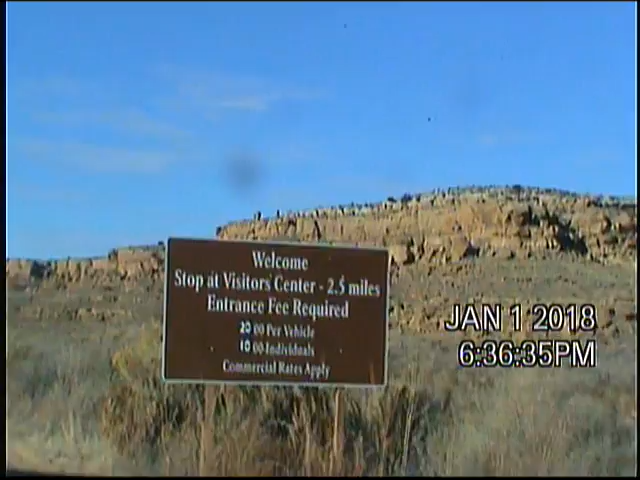 Welcome
Stop at Visitors Center - 2.5 miles
Entrance Fee Required
20 00 Per Vehicle
10 00 Individuals
Commercial Rates Apply
JAN 1 2018
6:36:35PM